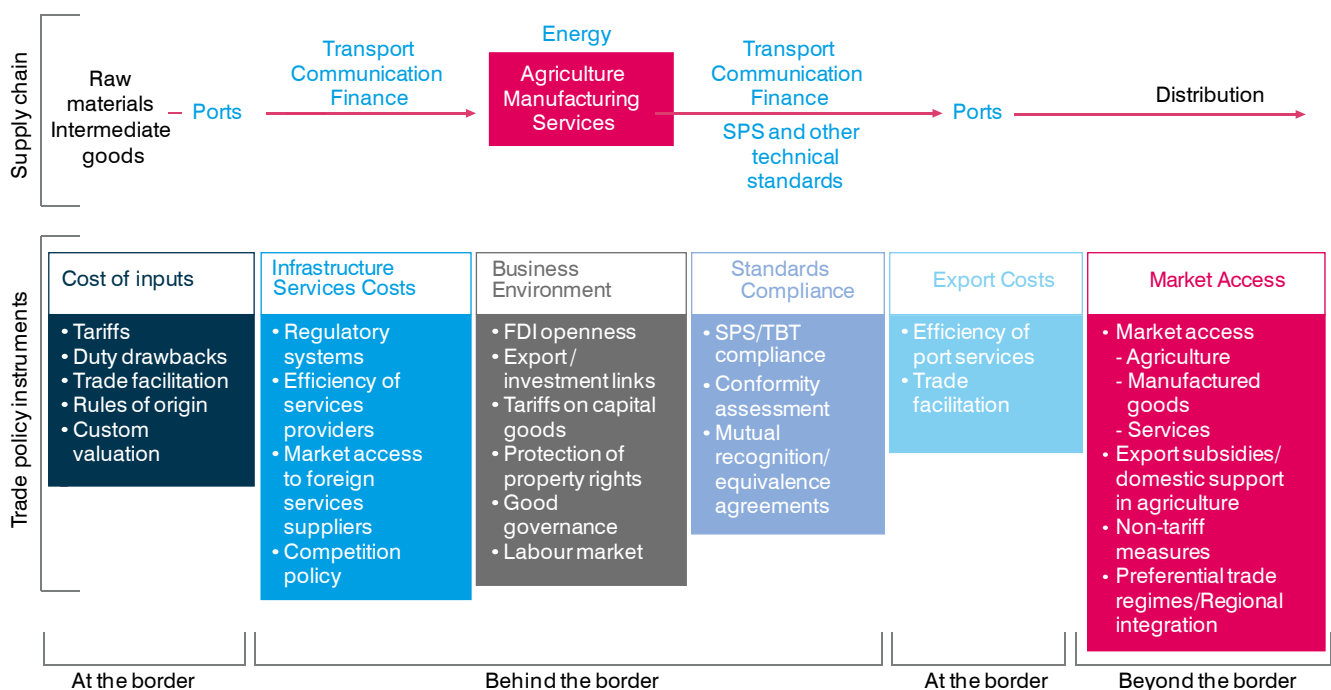 Supply chain
Raw
materials
Intermediate
goods
Ports
Transport
Communication
Finance
Energy
Agriculture
Manufacturing
Services
Transport
Communication
Finance
SPS and other
technical
standards
Ports
Distribution
Trade policy instruments
Cost of inputs
• Tariffs
• Duty drawbacks
• Trade facilitation
• Rules of origin
• Custom
valuation
Infrastructure
Services Costs
• Regulatory
systems
• Efficiency of
services
providers
• Market access
to foreign
services
suppliers
• Competition
policy
Business
Environment
• FDI openness
• Export /
investment links
• Tariffs on capital
goods
• Protection of
property rights
• Good
governance
• Labour market
Standards
Compliance
• SPS/TBT
compliance
• Conformity
assessment
• Mutual
recognition/
equivalence
agreements
Export Costs
• Efficiency of
port services
• Trade
facilitation
Market Access
• Market access
- Agriculture
- Manufactured
goods
- Services
• Export subsidies/
domestic support
in agriculture
• Non-tariff
measures
• Preferential trade
regimes/Regional
integration
At the border
Behind the border
At the border
Beyond the border